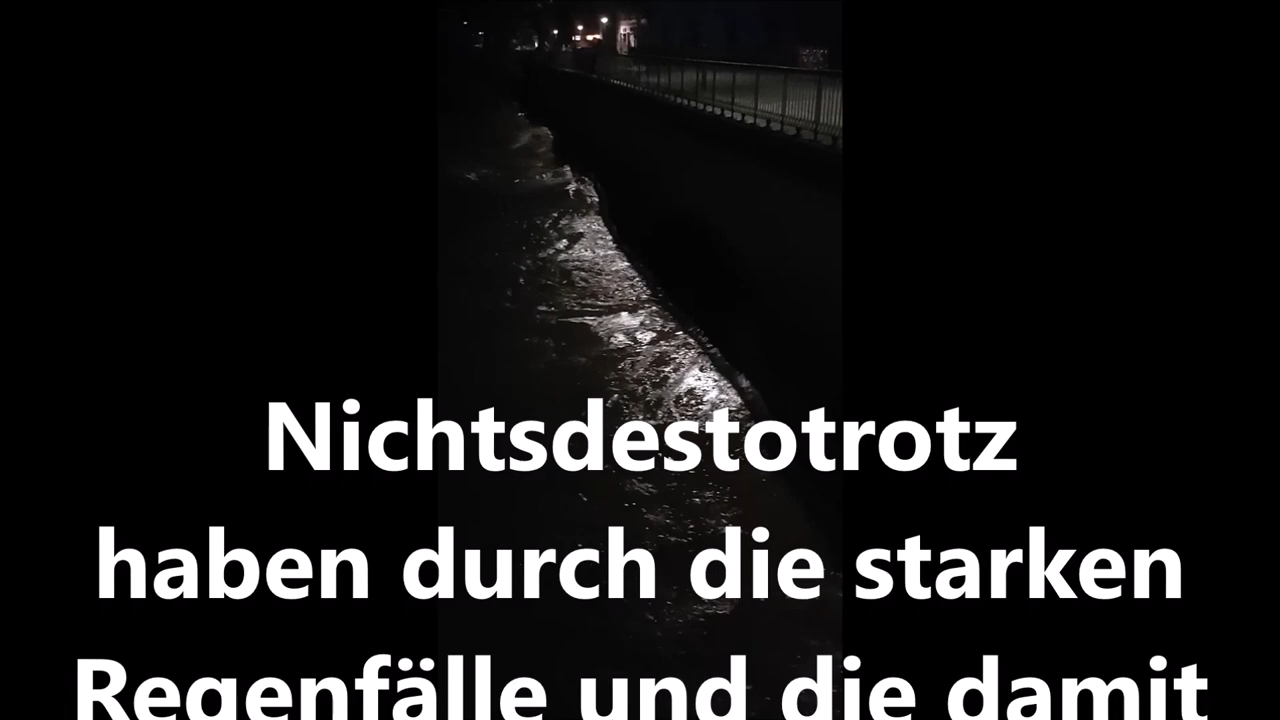 Nichtsdestotrotz
haben durch die starken
Regenfälle und die damit